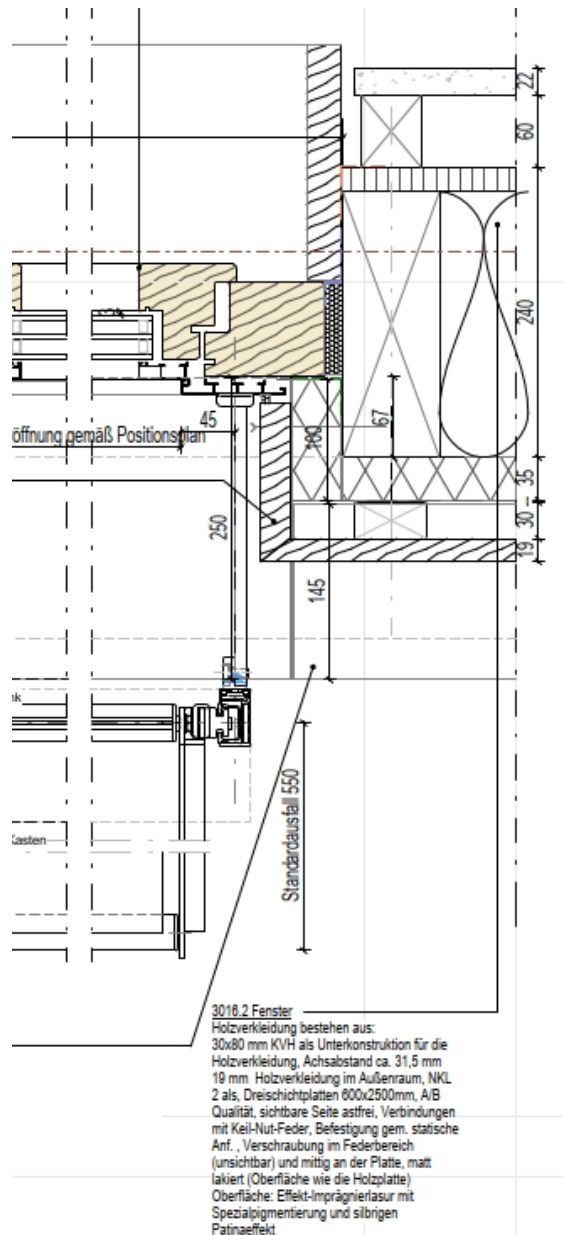 22
60
240
45
67
180
öffnung gemäß Positionsplan
35
250
30
19
145
nk
Standardausfall 550
Kasten
3016.2 Fenster
Holzverkleidung bestehen aus:
30x80 mm KVH als Unterkonstruktion für die
Holzverkleidung, Achsabstand ca. 31,5 mm
19 mm  Holzverkleidung im Außenraum, NKL
2 als, Dreischichtplatten 600x2500mm, A/B
Qualität, sichtbare Seite astfrei, Verbindungen
mit Keil-Nut-Feder, Befestigung gem. statische
Anf. , Verschraubung im Federbereich
(unsichtbar) und mittig an der Platte, matt
lakiert (Oberfläche wie die Holzplatte)
Oberfläche: Effekt-Imprägnierlasur mit
Spezialpigmentierung und silbrigen
Patinaeffekt